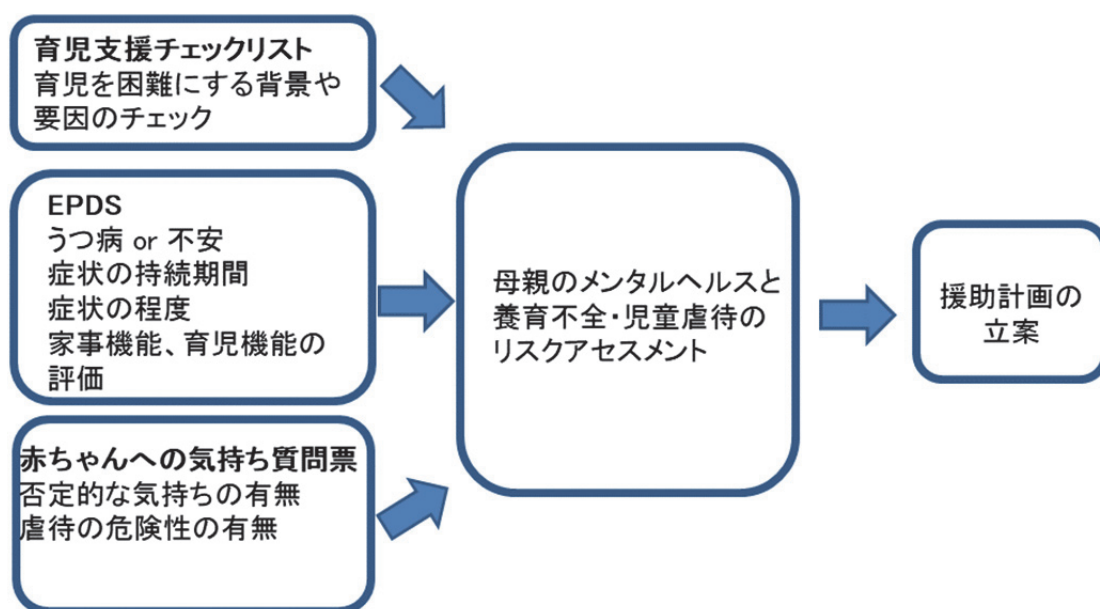 育児支援チェックリスト
育児を困難にする背景や
要因のチェック
EPDS
うつ病 or 不安
症状の持続期間
症状の程度
家事機能、育児機能の
評価
赤ちゃんへの気持ち質問票
否定的な気持ちの有無
虐待の危険性の有無
母親のメンタルヘルスと
養育不全・児童虐待の
リスクアセスメント
援助計画の
立案